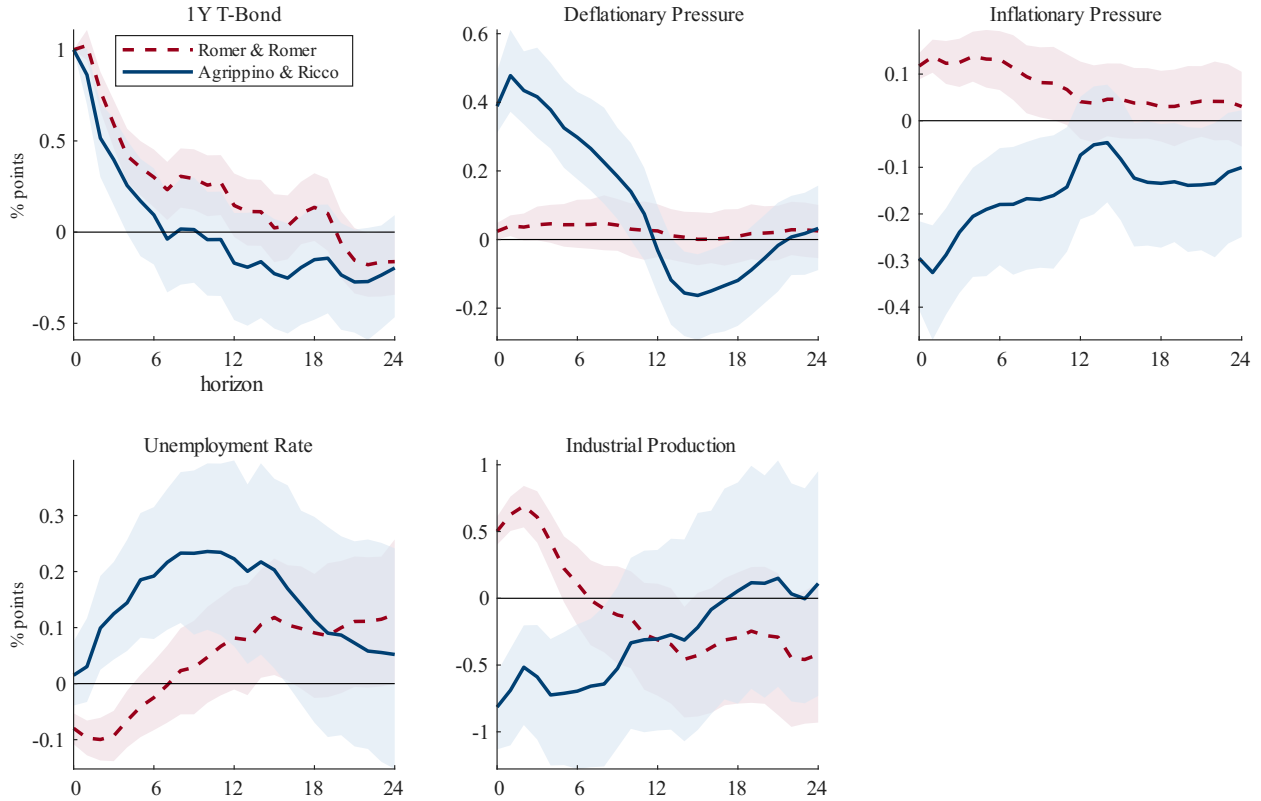 1Y T-Bond
Deflationary Pressure
Inflationary Pressure
Romer & Romer
Agrippino & Ricco
% points
1
0.5
0
-0.5
0 6 12 18 24
horizon
0.6
0.4
0.2
0
-0.2
0 6 12 18 24
0.1
0
-0.1
-0.2
-0.3
-0.4
0 6 12 18 24
Unemployment Rate
Industrial Production
% points
0.3
0.2
0.1
0
-0.1
0 6 12 18 24
1
0.5
0
-0.5
-1
0 6 12 18 24